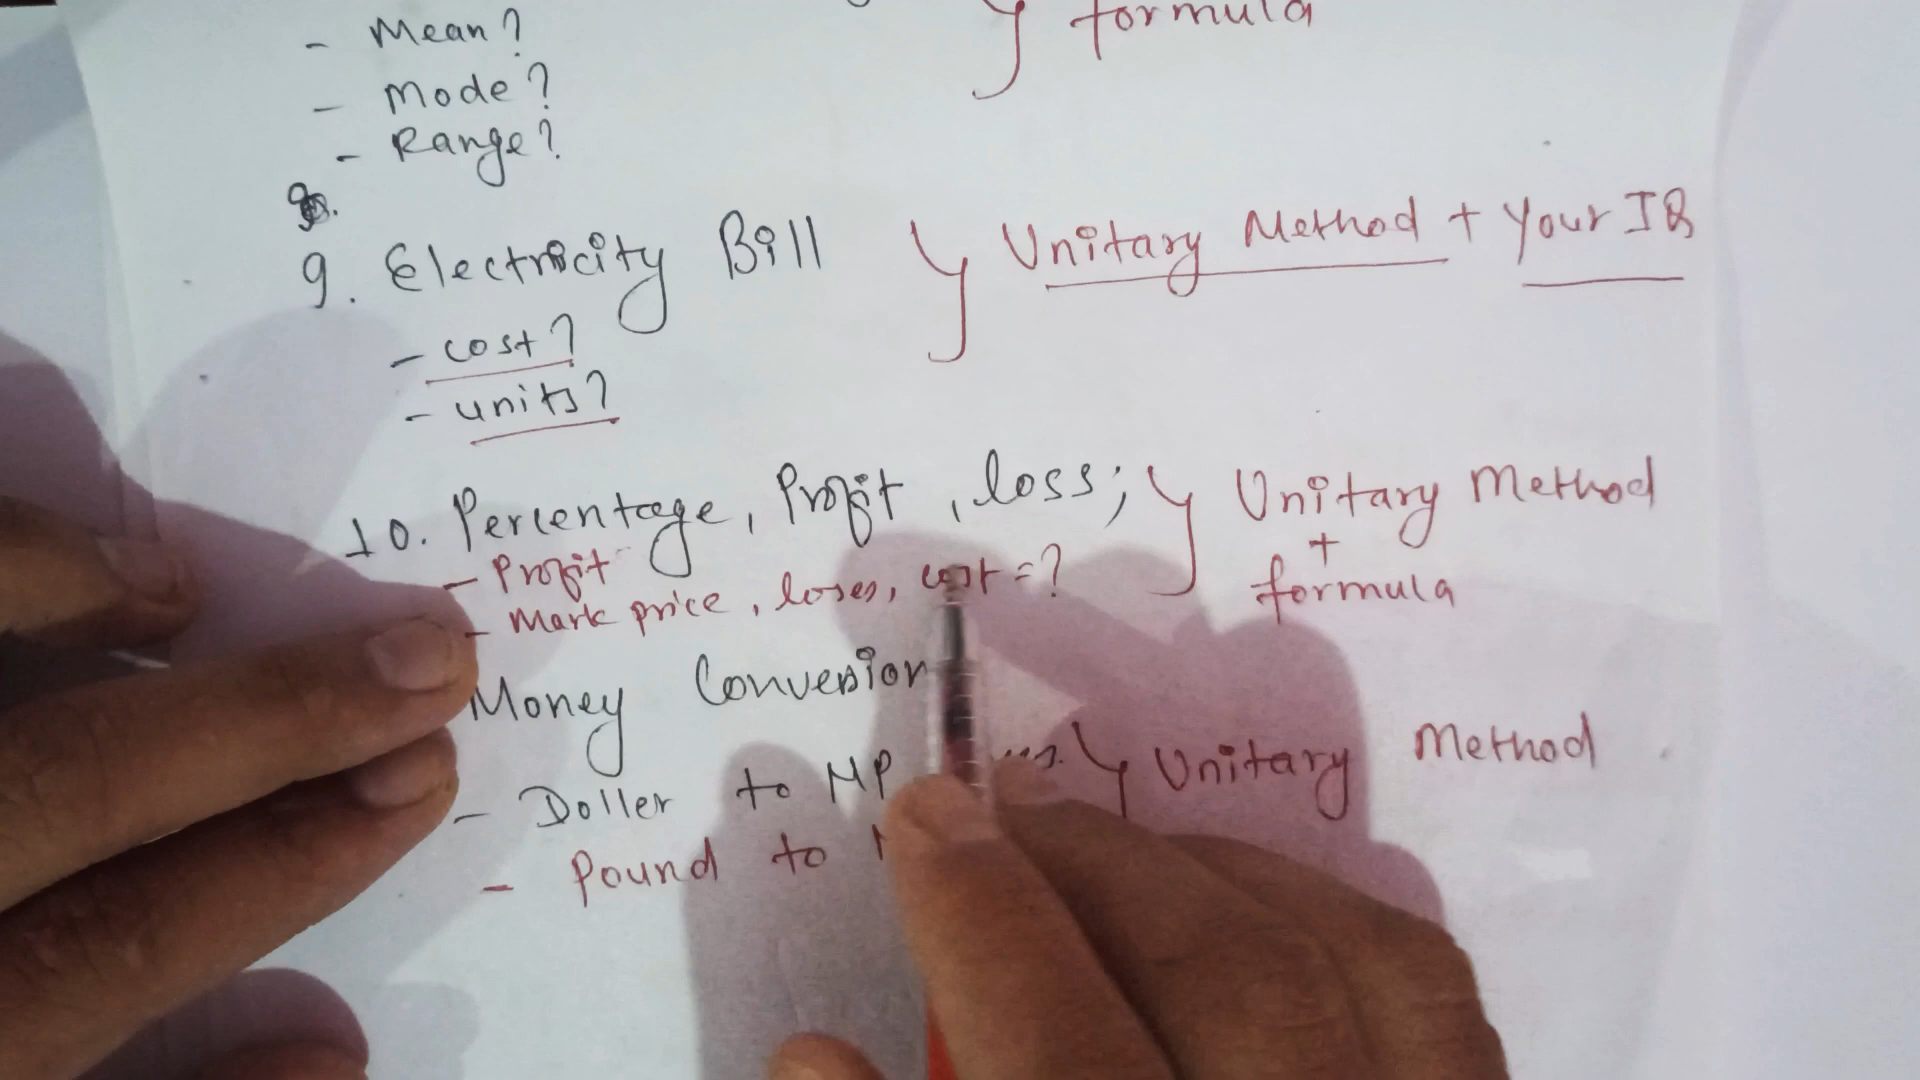 formula
- Mean?
- Mode?
- Range?
9. Electricity Bill } Unitary Method + Your IQ
- cost?
- units?
10. Percentage, Profit, loss; } Unitary Method
+
formula
- Profit
- Mark price, loses, cost = ?
Money Conversion
- Doller to NP } Unitary Method
- Pound to